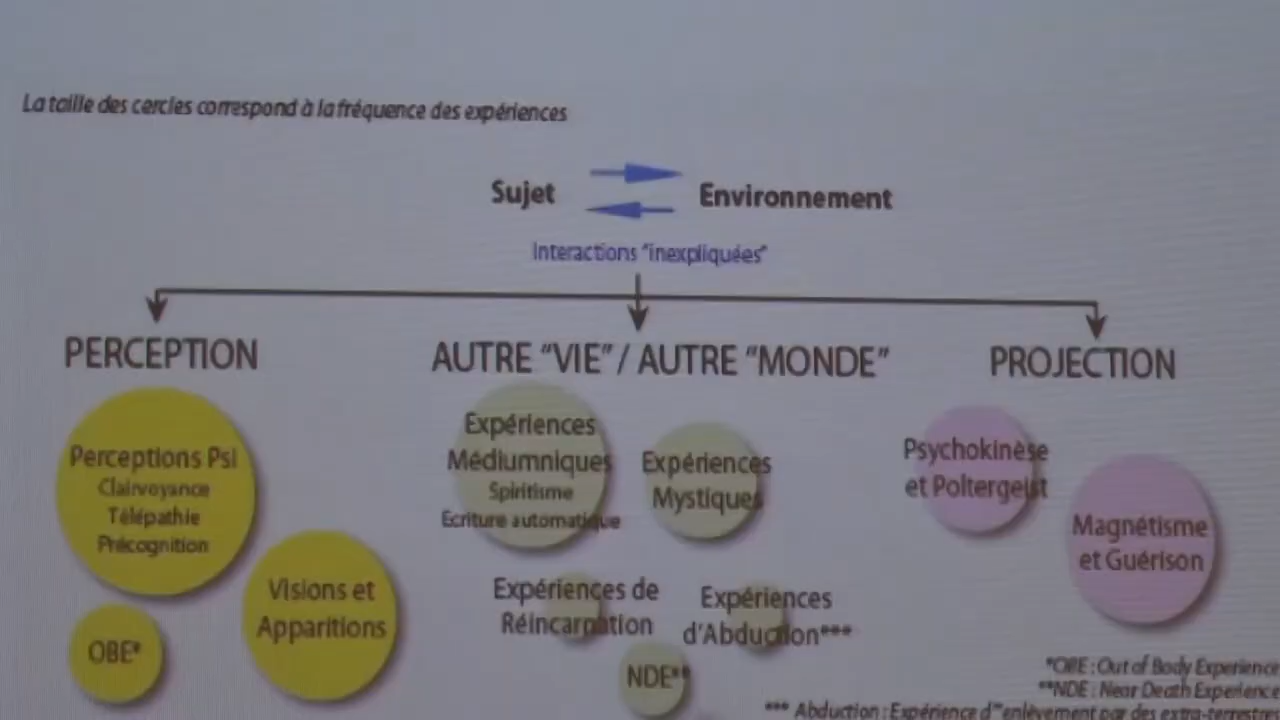 La taille des cercles correspond à la fréquence des expériences
Sujet
Environnement
Interactions "inexpliquées"
PERCEPTION
AUTRE "VIE" / AUTRE "MONDE"
PROJECTION
Perceptions Psi
Clairvoyance
Télépathie
Précognition
Visions et
Apparitions
OBE*
Expériences
Médiumniques
Spiritisme
Ecriture automatique
Expériences
Mystiques
Expériences de
Réincarnation
Expériences
d'Abduction***
NDE**
Psychokinèse
et Poltergeist
Magnétisme
et Guérison
*OBE : Out of Body Experience
**NDE : Near Death Experience
*** Abduction : Expérience d'"enlèvement par des extra-terrestres